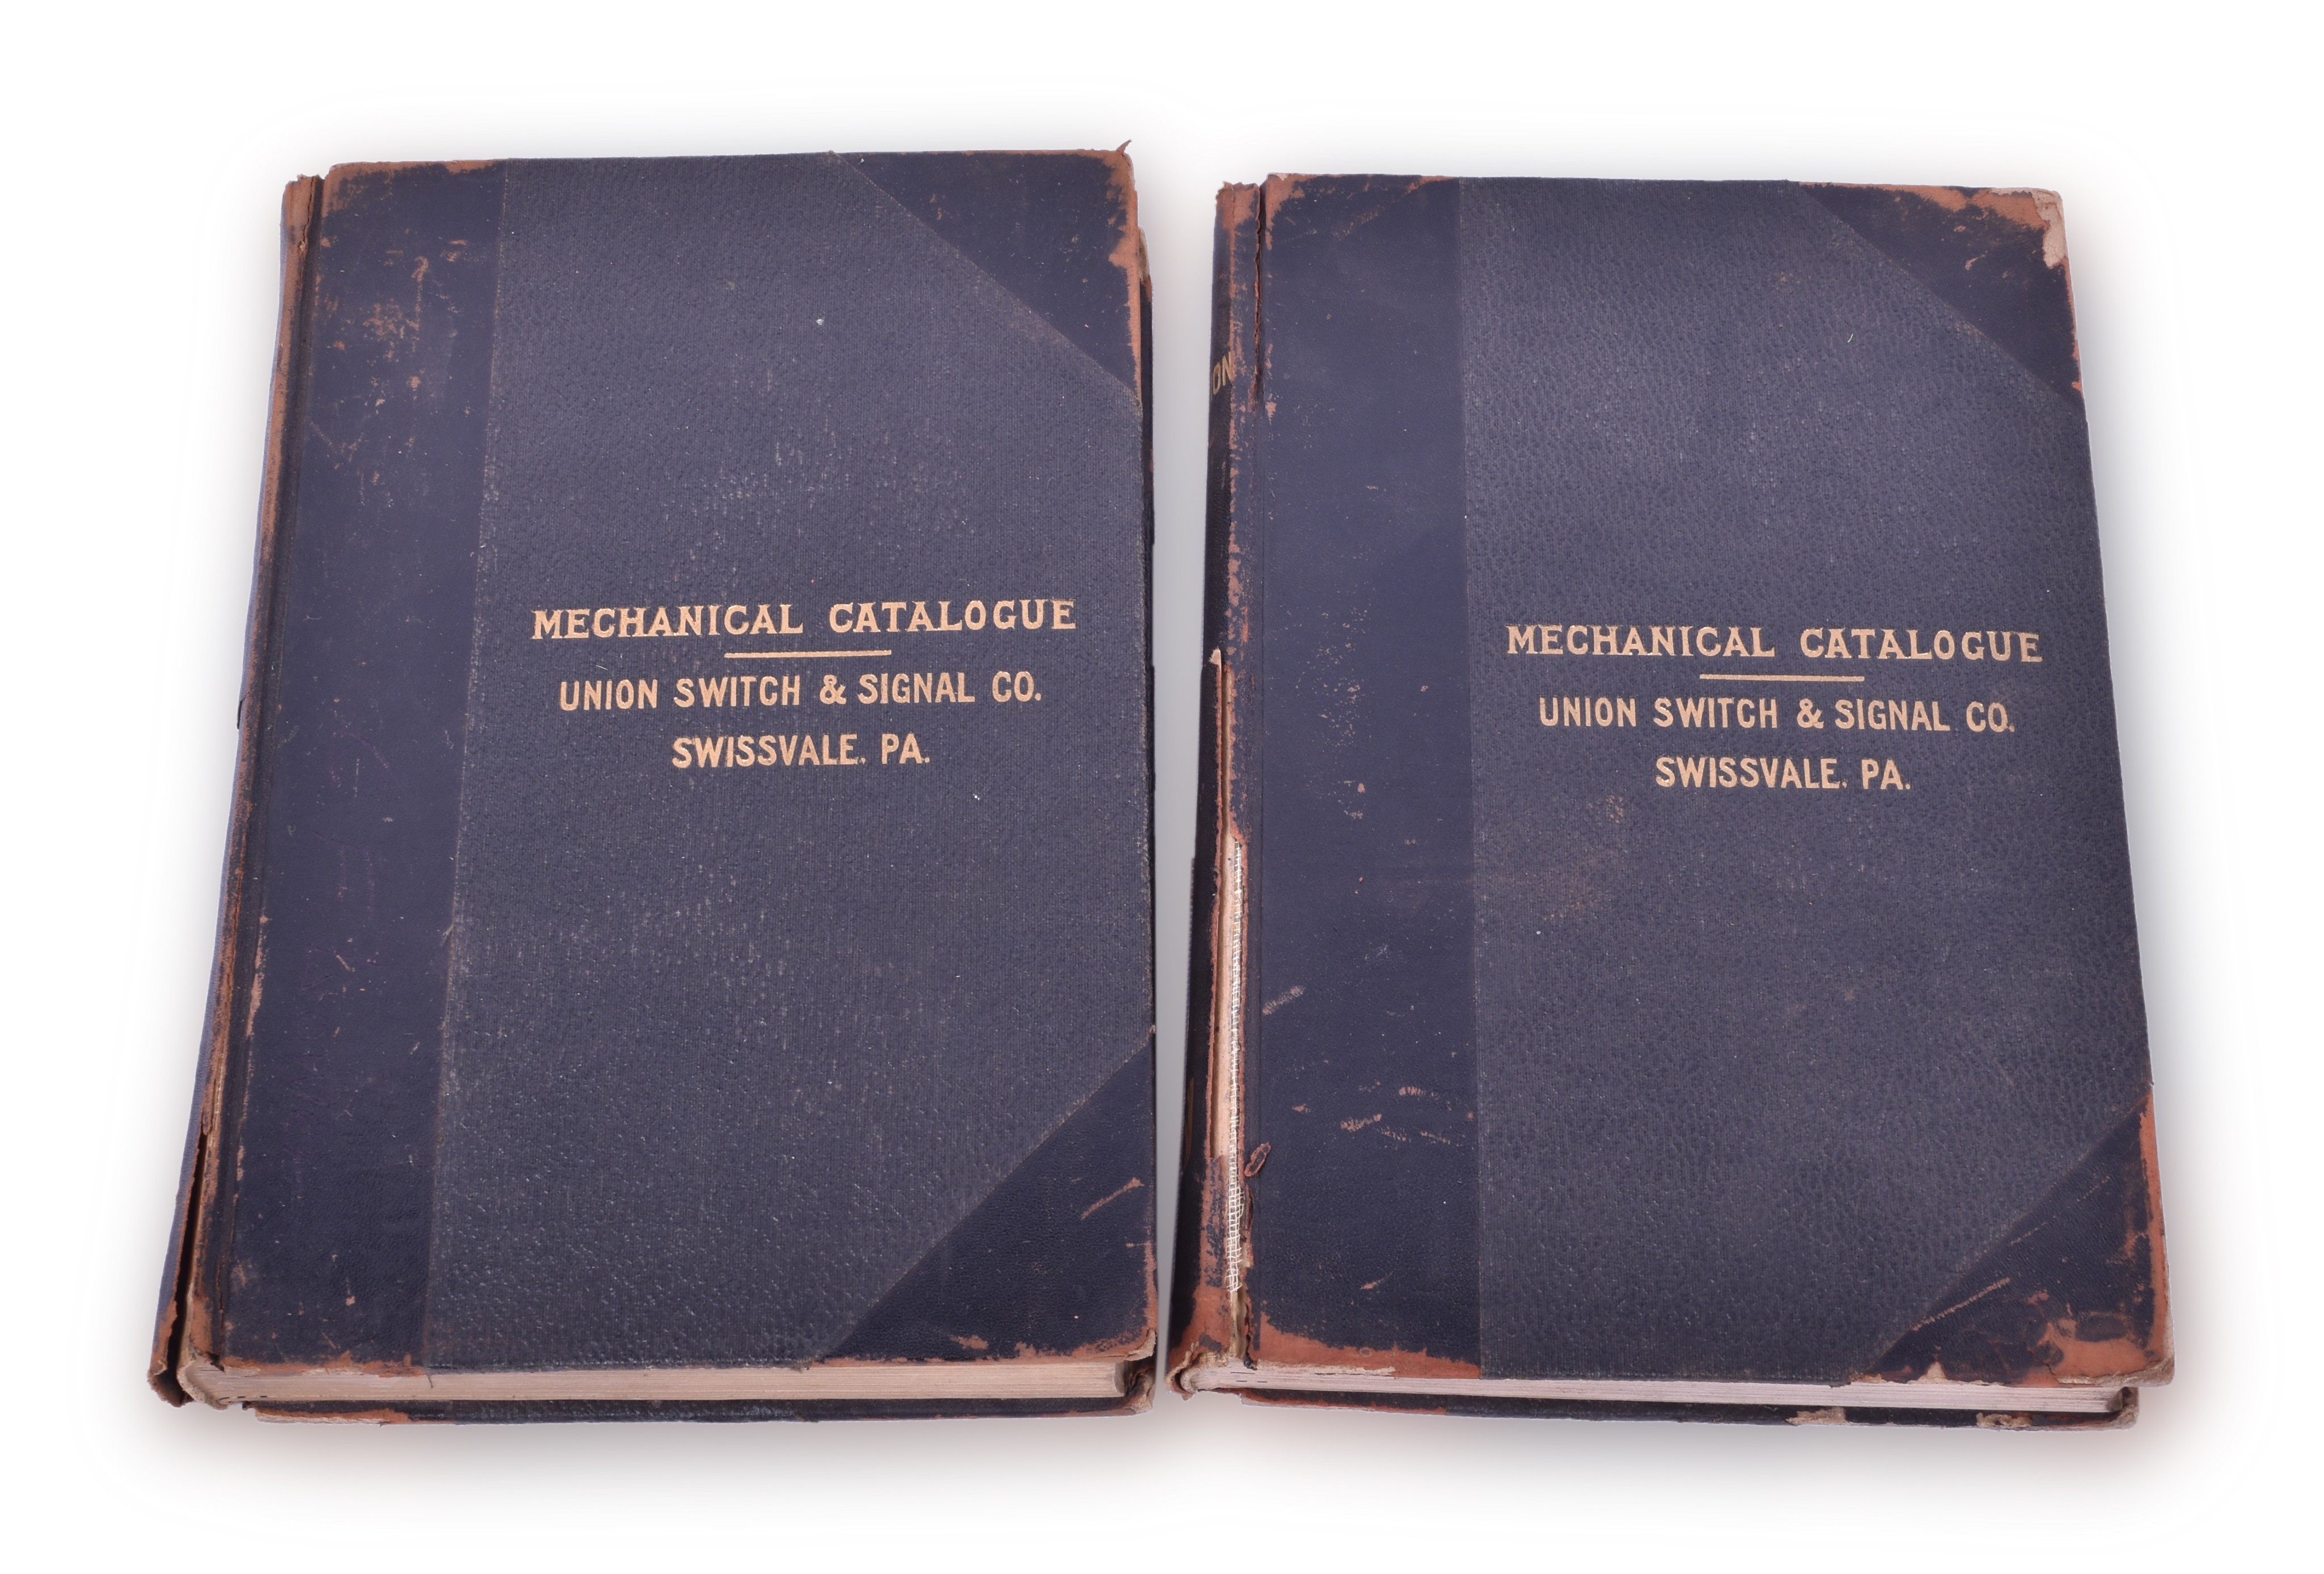 MECHANICAL CATALOGUE
UNION SWITCH & SIGNAL CO.
SWISSVALE, PA.
MECHANICAL CATALOGUE
UNION SWITCH & SIGNAL CO.
SWISSVALE, PA.